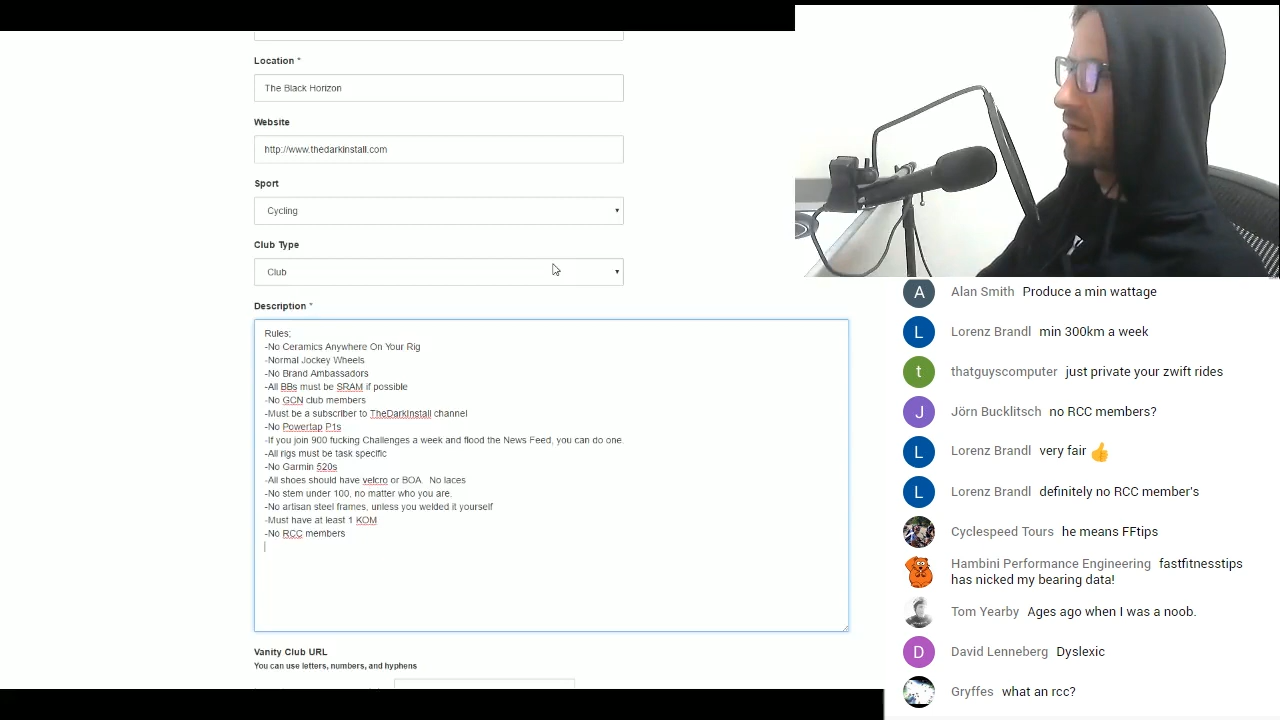 Location *
The Black Horizon
Website
http://www.thedarkinstall.com
Sport
Cycling
Club Type
Club
Description *
Rules;
-No Ceramics Anywhere On Your Rig
-Normal Jockey Wheels
-No Brand Ambassadors
-All BBs must be SRAM if possible
-No GCN club members
-Must be a subscriber to TheDarkInstall channel
-No Powertap P1s
-If you join 900 fucking Challenges a week and flood the News Feed, you can do one.
-All rigs must be task specific
-No Garmin 520s
-All shoes should have velcro or BOA.  No laces
-No stem under 100, no matter who you are;
-No artisan steel frames, unless you welded it yourself
-Must have at least 1 KOM
-No RCC members
Vanity Club URL
You can use letters, numbers, and hyphens
A Alan Smith Produce a min wattage
L Lorenz Brandl min 300km a week
t thatguyscomputer just private your zwift rides
J Jörn Bucklitsch no RCC members?
L Lorenz Brandl very fair 👍
L Lorenz Brandl definitely no RCC member's
Cyclespeed Tours he means FFtips
Hambini Performance Engineering fastfitnesstips
has nicked my bearing data!
Tom Yearby Ages ago when I was a noob.
D David Lenneberg Dyslexic
Gryffes what an rcc?